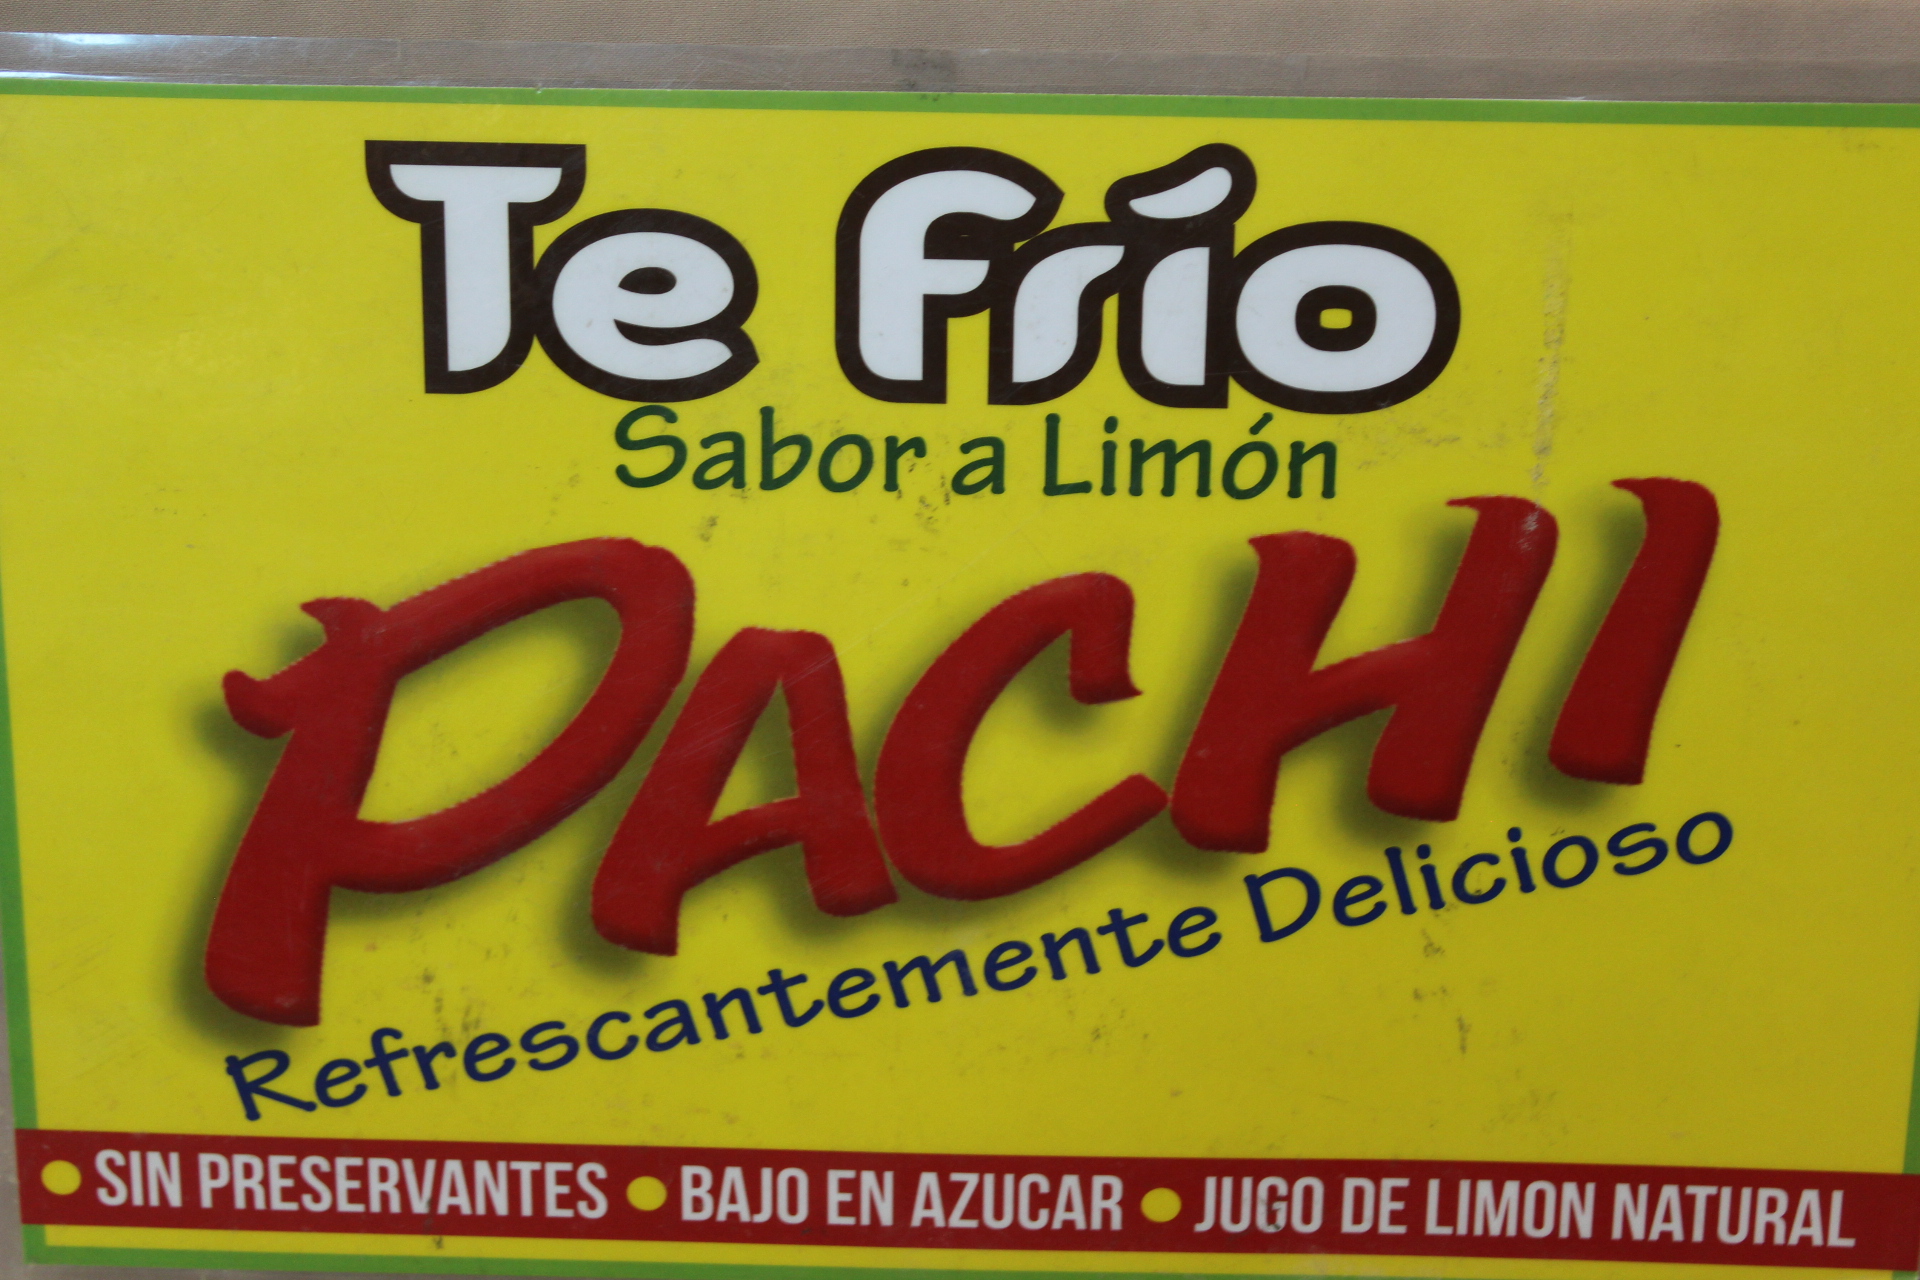 Te Frío
Sabor a Limón
PACHI
Refrescantemente Delicioso
• SIN PRESERVANTES • BAJO EN AZUCAR • JUGO DE LIMON NATURAL